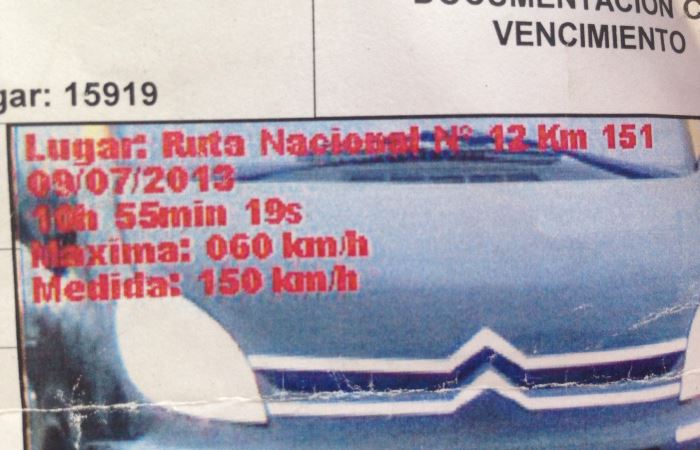 DOCUMENTACIÓN C
VENCIMIENTO
gar: 15919
Lugar: Ruta Nacional N° 12 Km 151
09/07/2013
10h 55min 19s
Maxima: 060 km/h
Medida: 150 km/h